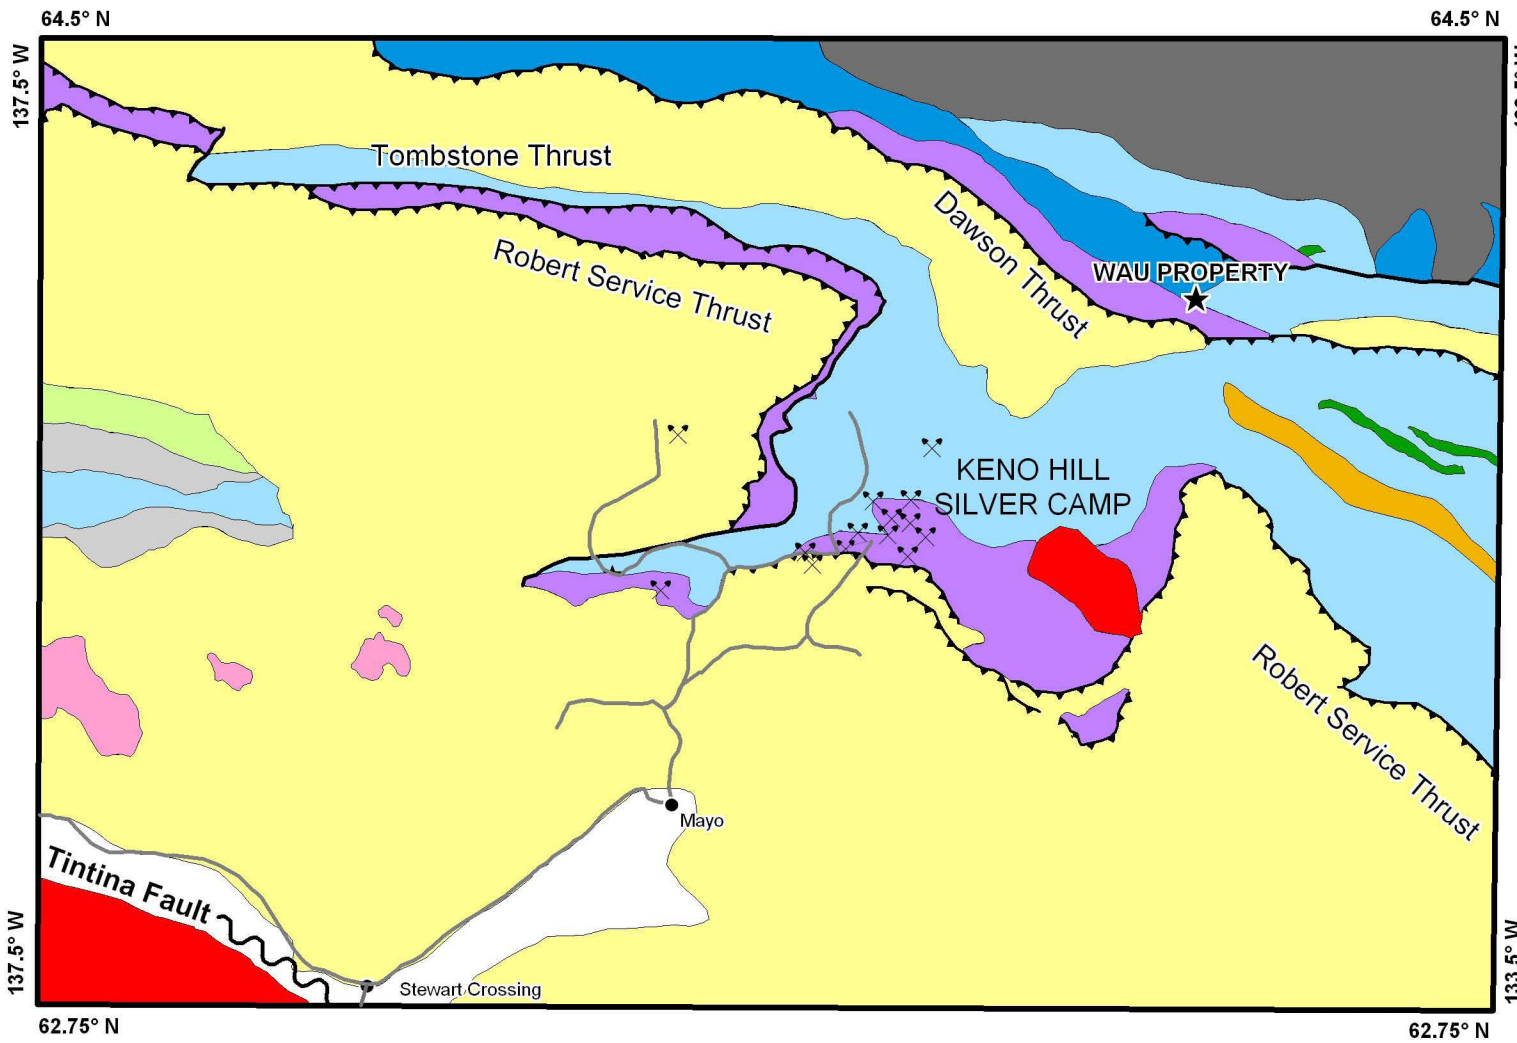 64.5° N
64.5° N
137.5° W
Tombstone Thrust
Dawson Thrust
Robert Service Thrust
WAU PROPERTY
KENO HILL
SILVER CAMP
Robert Service Thrust
Mayo
Tintina Fault
Stewart Crossing
137.5° W
133.5° W
62.75° N
62.75° N